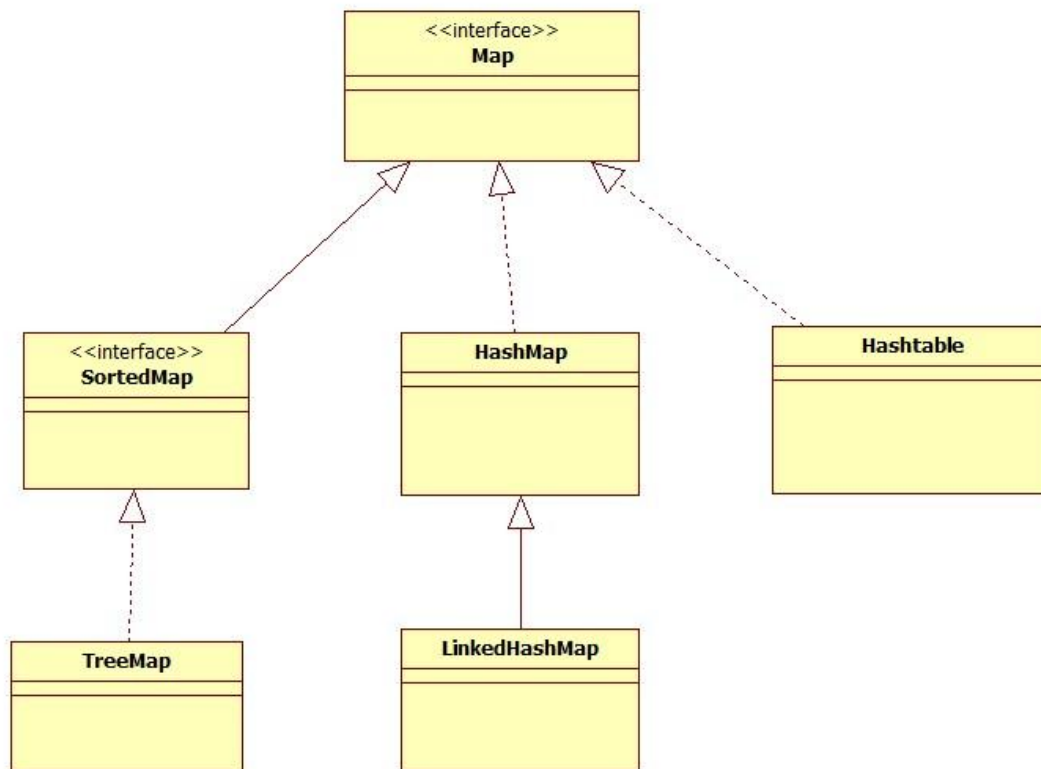 <<interface>>
Map
<<interface>>
SortedMap
HashMap
Hashtable
TreeMap
LinkedHashMap